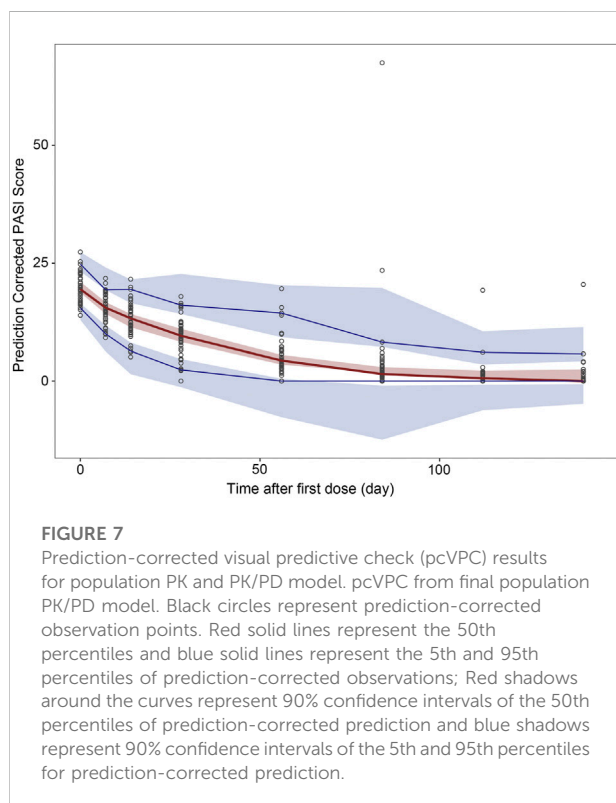 50
25
0
Prediction Corrected PASI Score
0
50
100
Time after first dose (day)
FIGURE 7
Prediction-corrected visual predictive check (pcVPC) results
for population PK and PK/PD model. pcVPC from final population
PK/PD model. Black circles represent prediction-corrected
observation points. Red solid lines represent the 50th
percentiles and blue solid lines represent the 5th and 95th
percentiles of prediction-corrected observations; Red shadows
around the curves represent 90% confidence intervals of the 50th
percentiles of prediction-corrected prediction and blue shadows
represent 90% confidence intervals of the 5th and 95th percentiles
for prediction-corrected prediction.